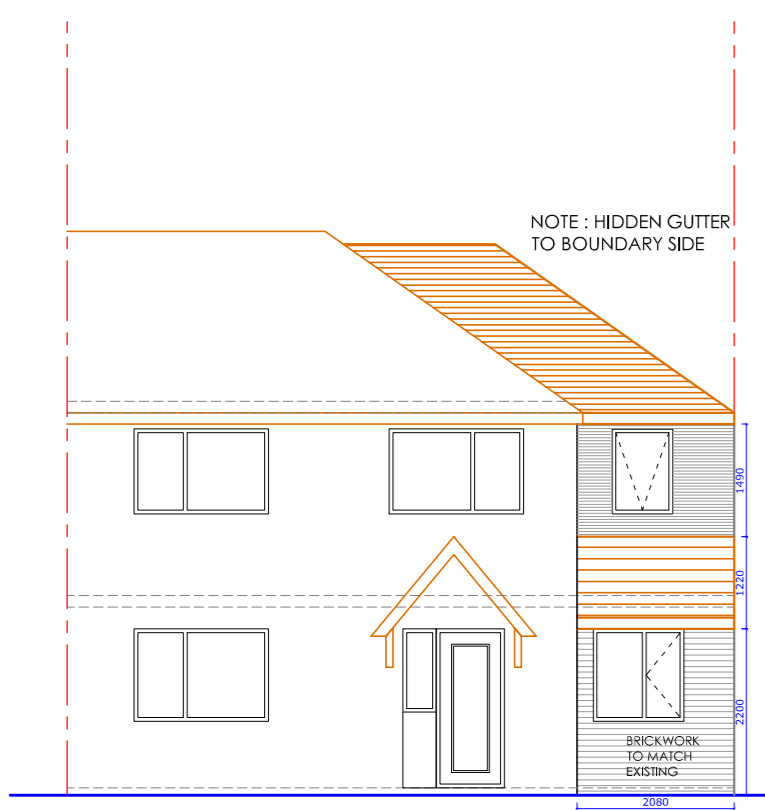 NOTE : HIDDEN GUTTER
TO BOUNDARY SIDE
1490
1220
2200
BRICKWORK
TO MATCH
EXISTING
2080